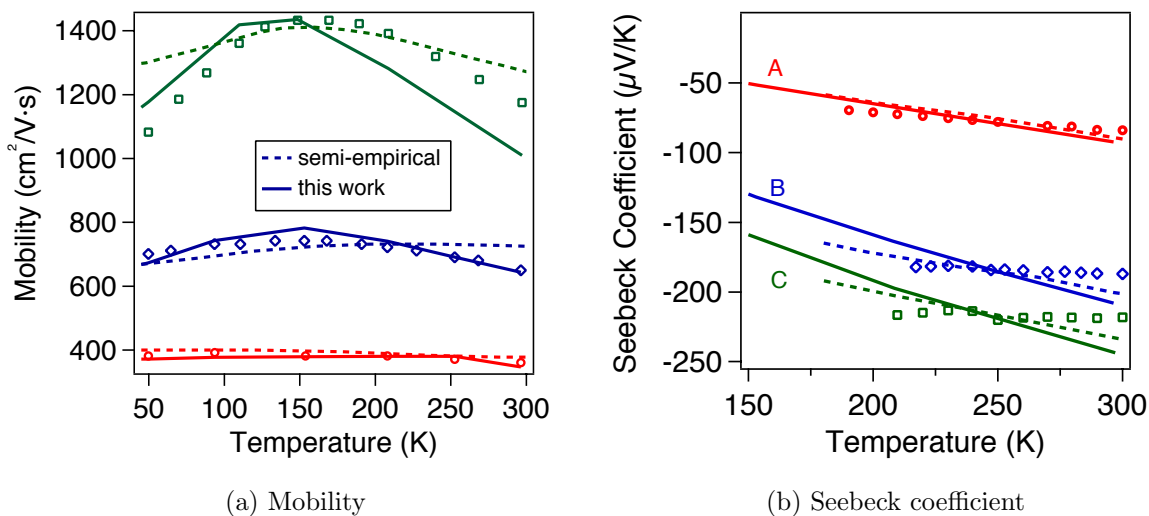 Mobility (cm²/V·s)
1400
1200
1000
800
600
400
50
100
150
200
250
300
Temperature (K)
semi-empirical
this work
(a) Mobility
Seebeck Coefficient (µV/K)
-50
-100
-150
-200
-250
150
200
250
300
Temperature (K)
A
B
C
(b) Seebeck coefficient